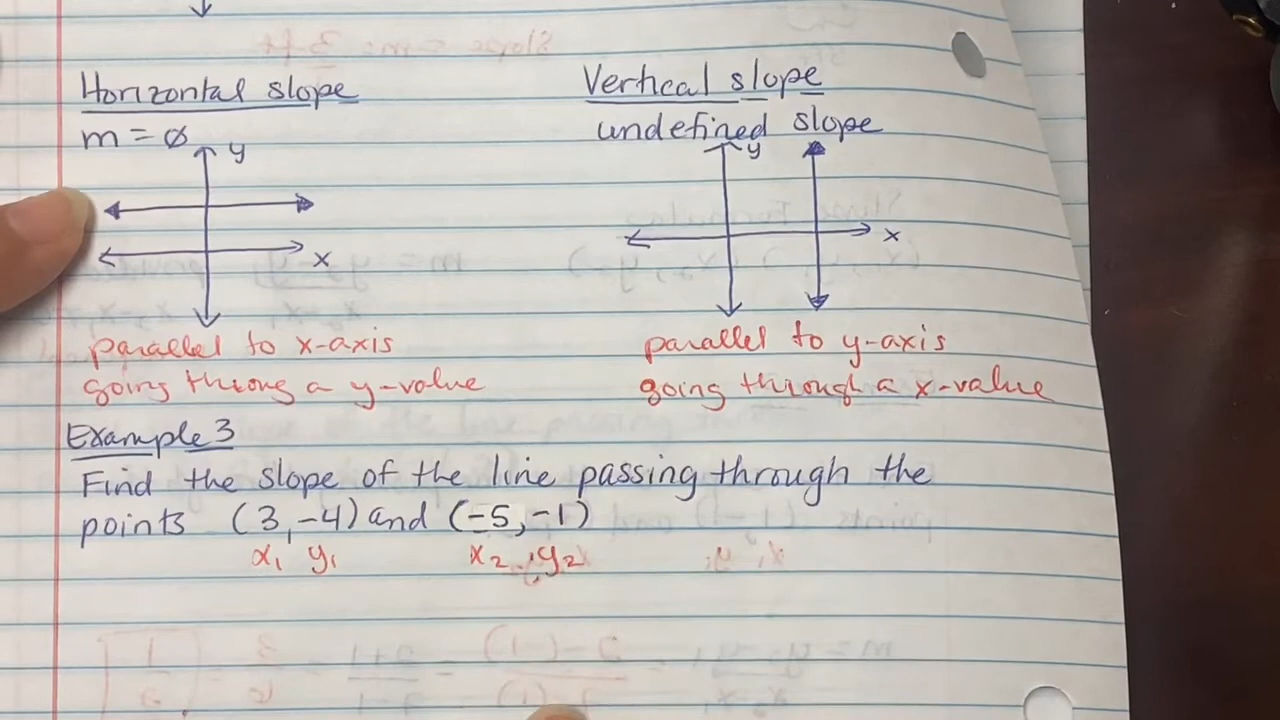 Horizontal slope
m = ∅
y
x
parallel to x-axis
going throug a y-value
Vertical slope
undefined slope
y
x
parallel to y-axis
going through a x-value
Example 3
Find the slope of the line passing through the
points (3,-4) and (-5,-1)
x₁ y₁ x₂, y₂